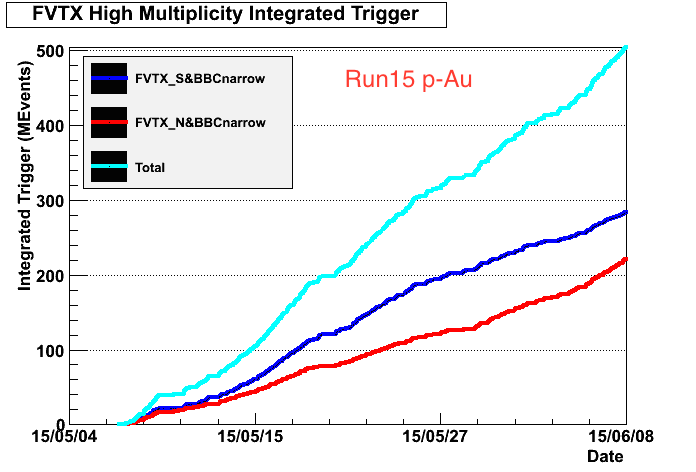 FVTX High Multiplicity Integrated Trigger
Integrated Trigger (MEvents)
500
400
300
200
100
0
FVTX_S&BBCnarrow
FVTX_N&BBCnarrow
Total
Run15 p-Au
15/05/04
15/05/15
15/05/27
15/06/08
Date